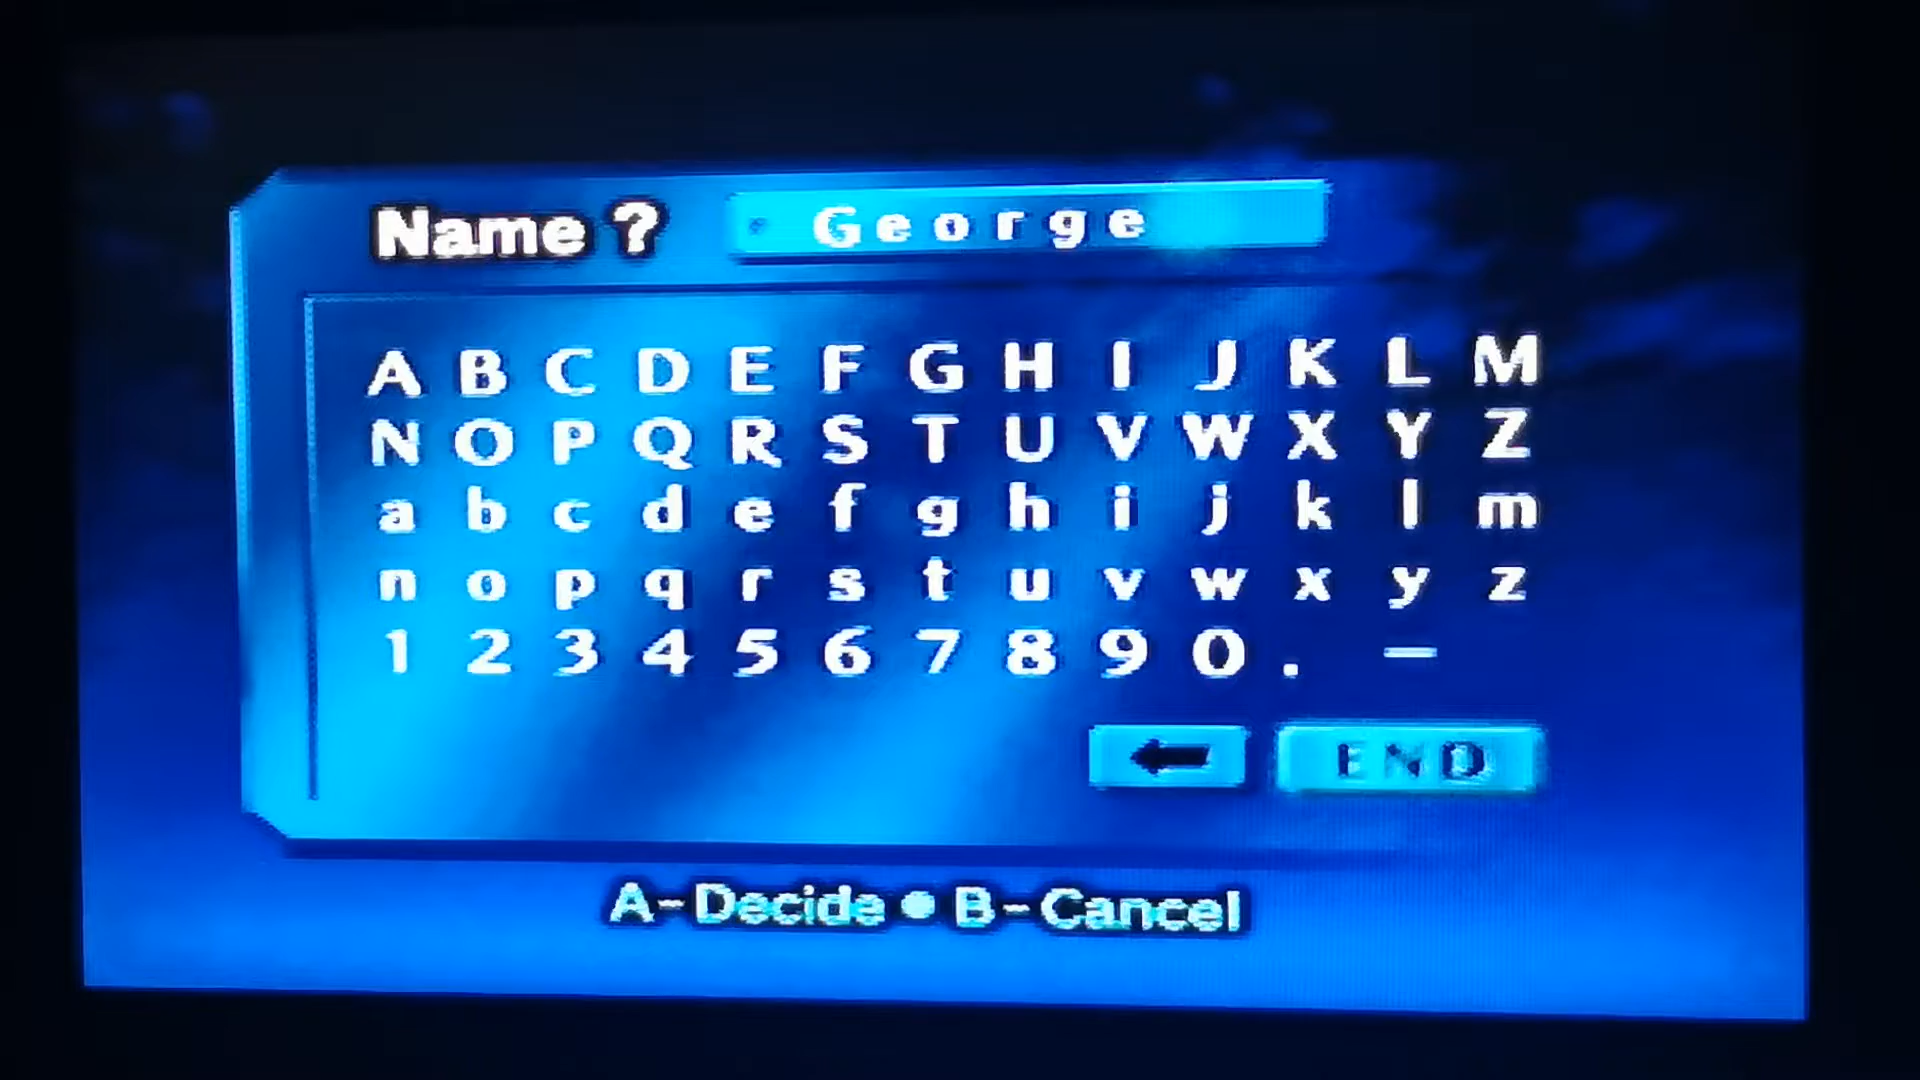 Name ? George
A B C D E F G H I J K L M
N O P Q R S T U V W X Y Z
a b c d e f g h i j k l m
n o p q r s t u v w x y z
1 2 3 4 5 6 7 8 9 0 . –
← END
A-Decide • B-Cancel